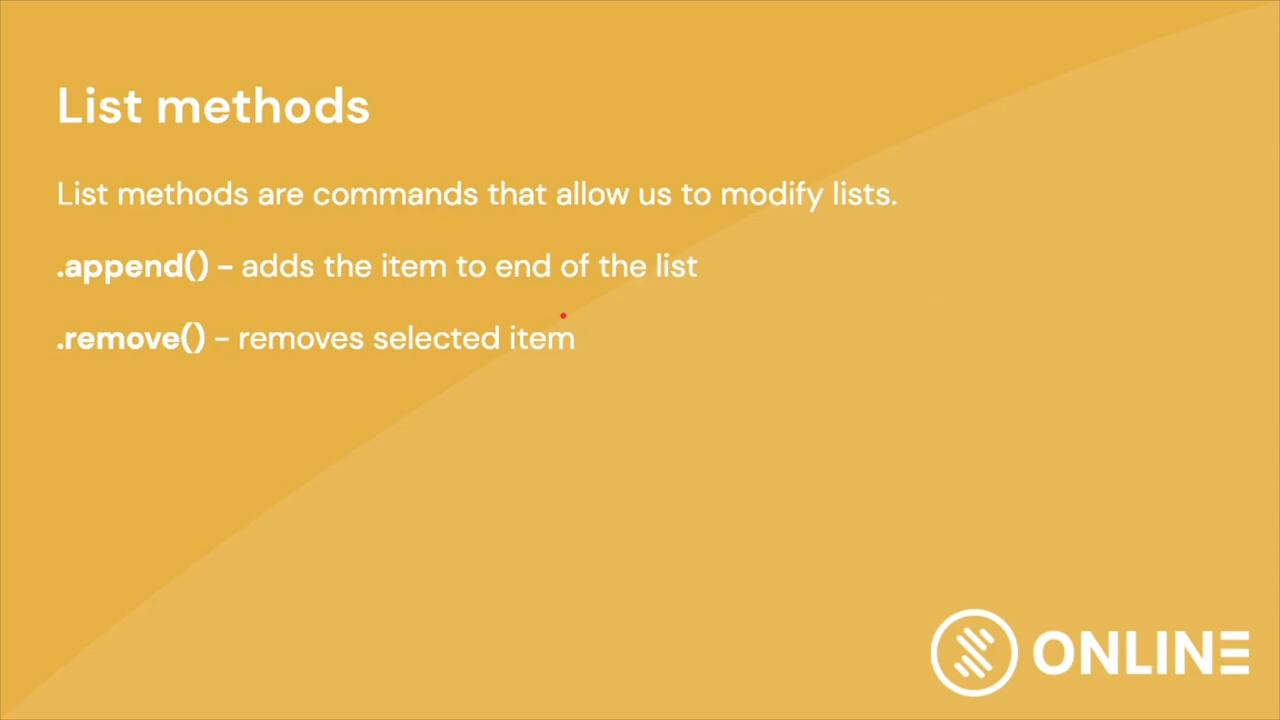 List methods
List methods are commands that allow us to modify lists.
.append() – adds the item to end of the list
.remove() - removes selected item
ONLINE